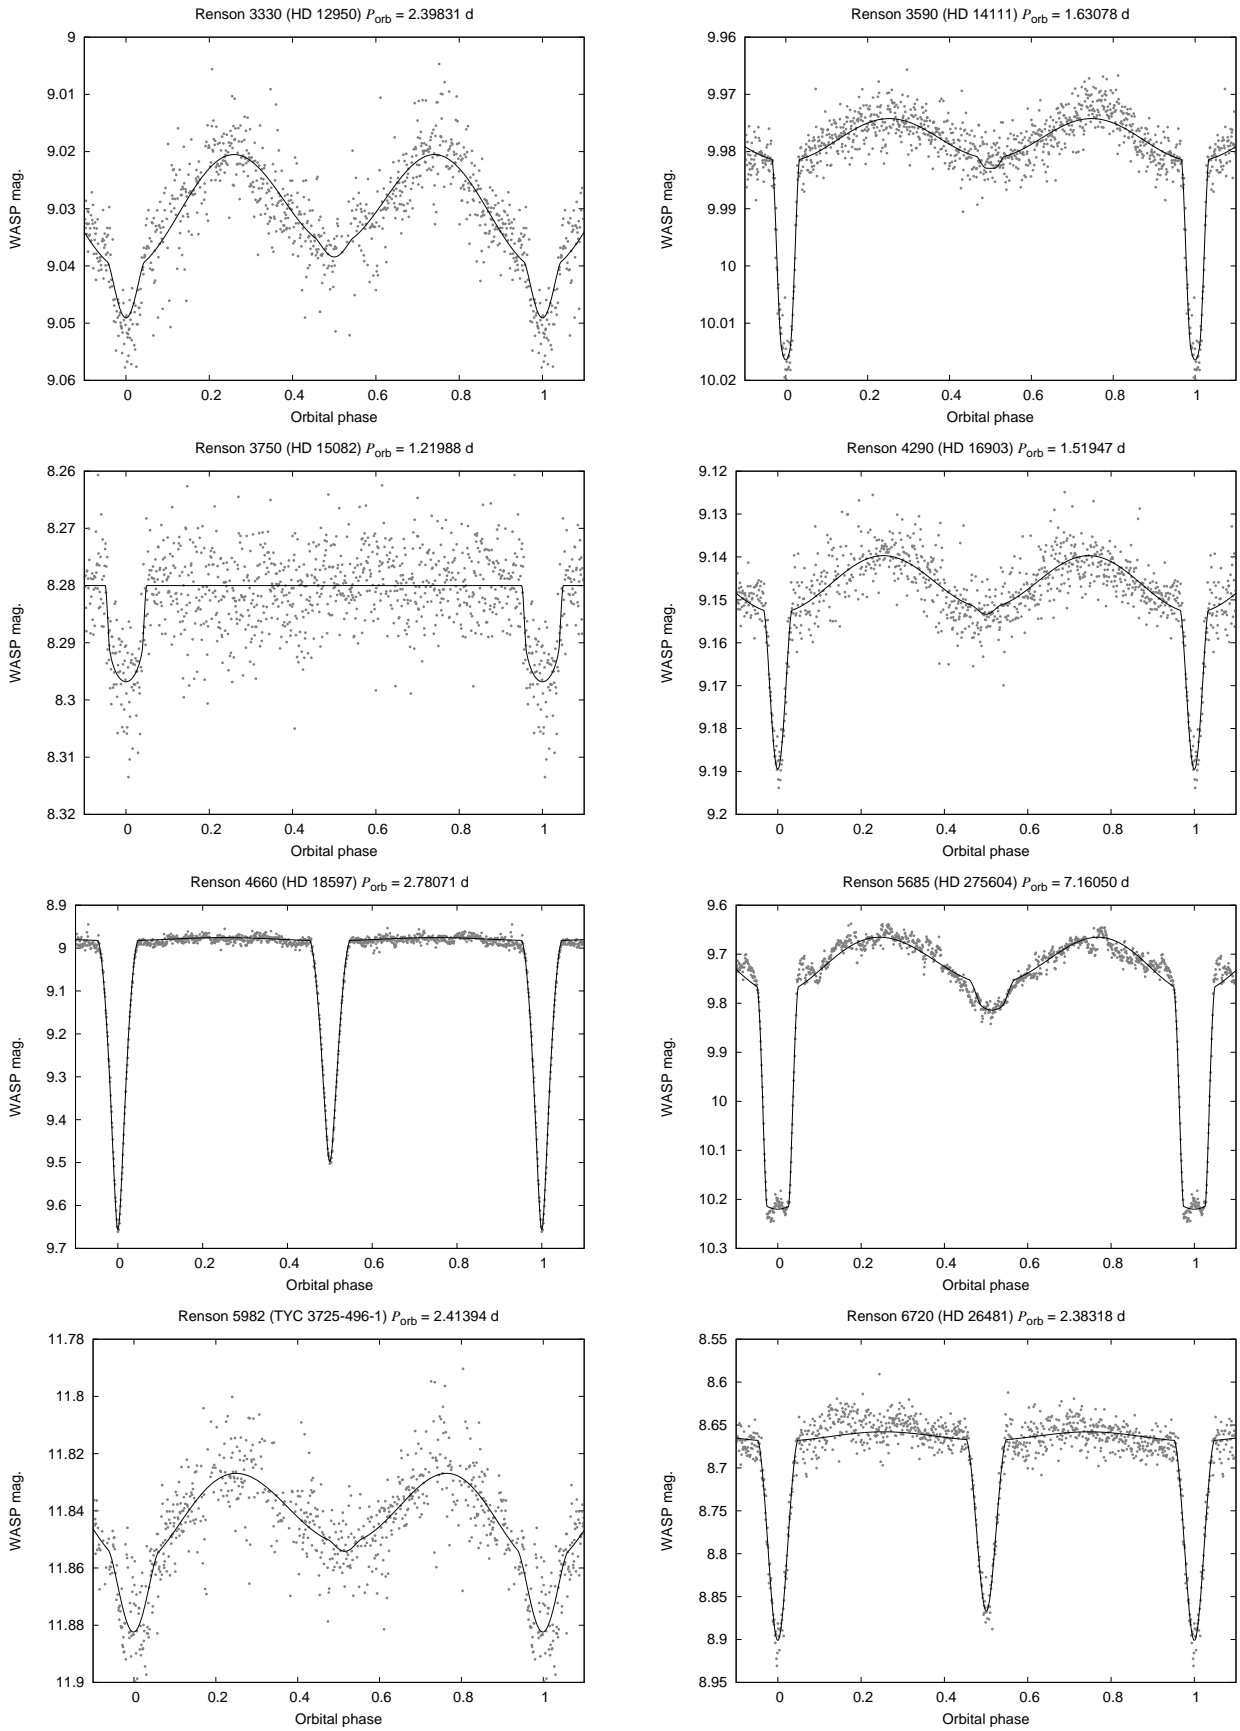 Renson 3330 (HD 12950) Porb = 2.39831 d
9
9.01
9.02
9.03
9.04
9.05
9.06
WASP mag.
0 0.2 0.4 0.6 0.8 1
Orbital phase
Renson 3590 (HD 14111) Porb = 1.63078 d
9.96
9.97
9.98
9.99
10
10.01
10.02
WASP mag.
0 0.2 0.4 0.6 0.8 1
Orbital phase
Renson 3750 (HD 15082) Porb = 1.21988 d
8.26
8.27
8.28
8.29
8.3
8.31
8.32
WASP mag.
0 0.2 0.4 0.6 0.8 1
Orbital phase
Renson 4290 (HD 16903) Porb = 1.51947 d
9.12
9.13
9.14
9.15
9.16
9.17
9.18
9.19
9.2
WASP mag.
0 0.2 0.4 0.6 0.8 1
Orbital phase
Renson 4660 (HD 18597) Porb = 2.78071 d
8.9
9
9.1
9.2
9.3
9.4
9.5
9.6
9.7
WASP mag.
0 0.2 0.4 0.6 0.8 1
Orbital phase
Renson 5685 (HD 275604) Porb = 7.16050 d
9.6
9.7
9.8
9.9
10
10.1
10.2
10.3
WASP mag.
0 0.2 0.4 0.6 0.8 1
Orbital phase
Renson 5982 (TYC 3725-496-1) Porb = 2.41394 d
11.78
11.8
11.82
11.84
11.86
11.88
11.9
WASP mag.
0 0.2 0.4 0.6 0.8 1
Orbital phase
Renson 6720 (HD 26481) Porb = 2.38318 d
8.55
8.6
8.65
8.7
8.75
8.8
8.85
8.9
8.95
WASP mag.
0 0.2 0.4 0.6 0.8 1
Orbital phase